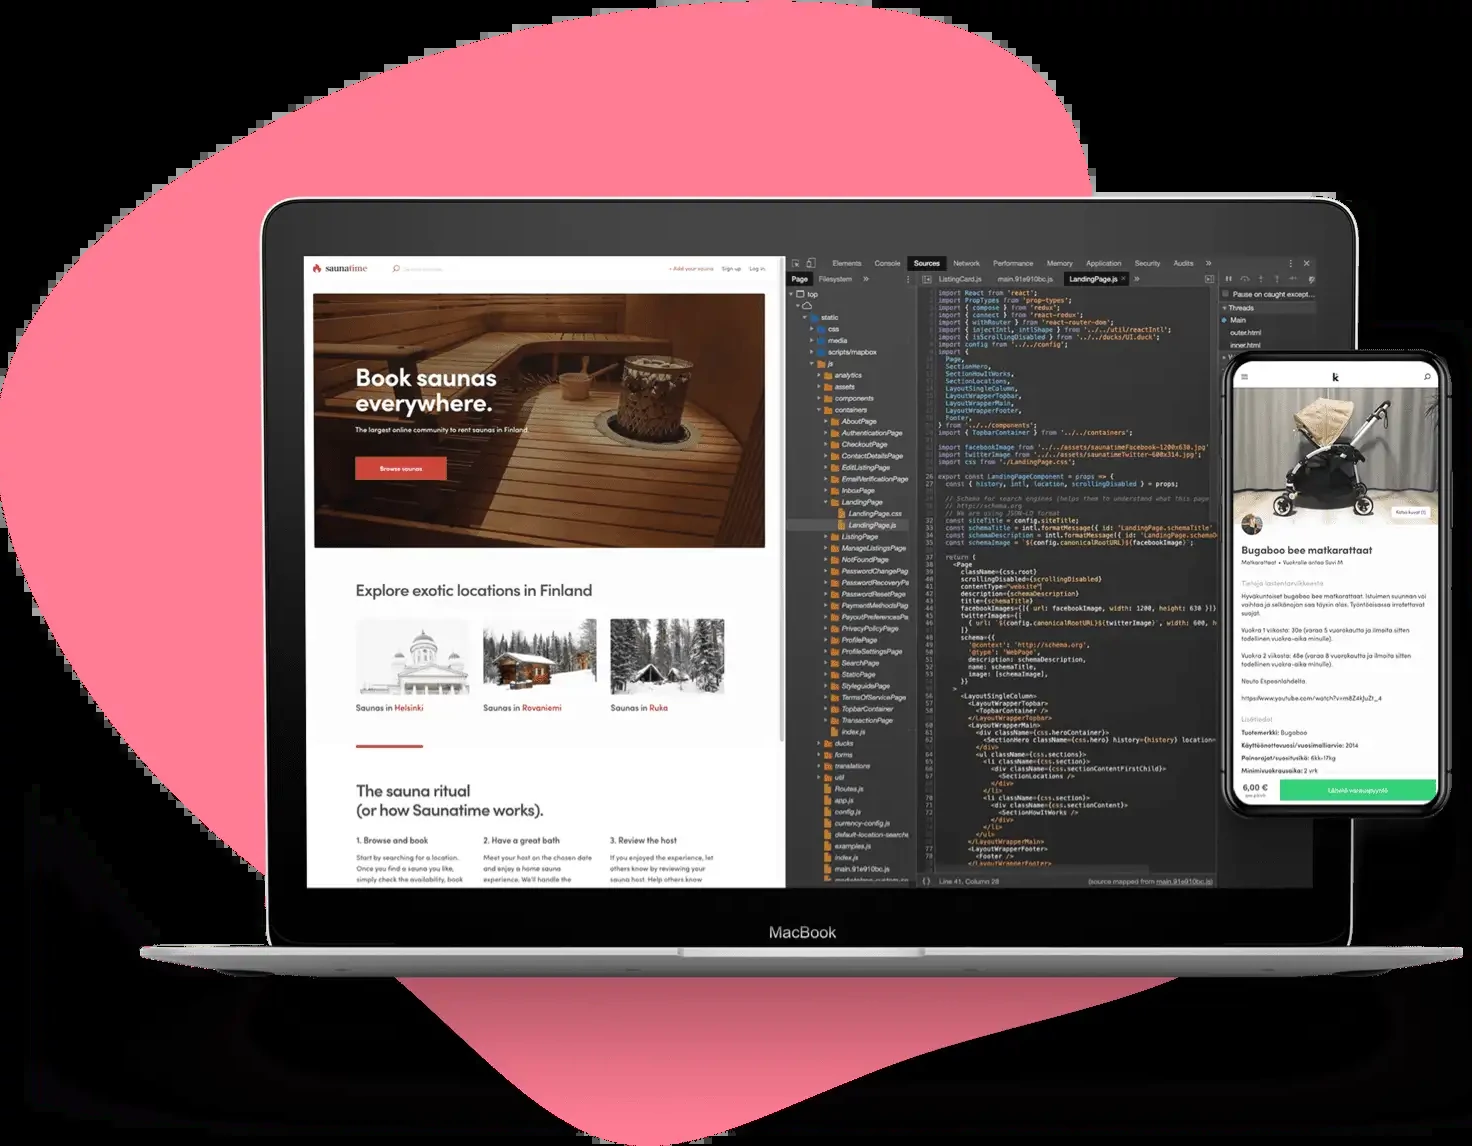 saunatime
+ Add your sauna
Sign up
Log in
Book saunas
everywhere.
The largest online community to rent saunas in Finland.
Browse saunas
Explore exotic locations in Finland
Saunas in Helsinki
Saunas in Rovaniemi
Saunas in Ruka
The sauna ritual
(or how Saunatime works).
1. Browse and book
Start by searching for a location.
Once you find a sauna you like,
simply check the availability, book
2. Have a great bath
Meet your host on the chosen date
and enjoy a home sauna
experience. We'll handle the
3. Review the host
If you enjoyed the experience, let
others know by reviewing your
sauna host. Help others know
Elements
Console
Sources
Network
Performance
Memory
Application
Security
Audits
Page
Filesystem
ListingCard.js
main.91e910bc.js
LandingPage.js
top
static
css
media
scripts/mapbox
js
analytics
assets
components
containers
AboutPage
AuthenticationPage
CheckoutPage
ContactDetailsPage
EditListingPage
EmailVerificationPage
InboxPage
LandingPage
LandingPage.css
LandingPage.js
ListingPage
ManageListingsPage
NotFoundPage
PasswordChangePag
PasswordRecoveryPa
PasswordResetPage
PaymentMethodsPag
PayoutPreferencesPa
PrivacyPolicyPage
ProfilePage
ProfileSettingsPage
SearchPage
StaticPage
StyleguidePage
TermsOfServicePage
TopbarContainer
TransactionPage
index.js
ducks
forms
translations
util
Routes.js
app.js
config.js
currency-config.js
default-location-searche
examples.js
index.js
main.91e910bc.js
import React from 'react';
import PropTypes from 'prop-types';
import { compose } from 'redux';
import { connect } from 'react-redux';
import { withRouter } from 'react-router-dom';
import { injectIntl, intlShape } from '../../util/reactIntl';
import { isScrollingDisabled } from '../../ducks/UI.duck';
import config from '../../config';
import {
Page,
SectionHero,
SectionHowItWorks,
SectionLocations,
LayoutSingleColumn,
LayoutWrapperTopbar,
LayoutWrapperMain,
LayoutWrapperFooter,
Footer,
} from '../../components';
import { TopbarContainer } from '../../containers';
import facebookImage from '../../assets/saunatimeFacebook-1200x630.jpg'
import twitterImage from '../../assets/saunatimeTwitter-600x314.jpg';
import css from './LandingPage.css';
export const LandingPageComponent = props => {
const { history, intl, location, scrollingDisabled } = props;
// Schema for search engines (helps them to understand what this page
// http://schema.org
// We are using JSON-LD format
const siteTitle = config.siteTitle;
const schemaTitle = intl.formatMessage({ id: 'LandingPage.schemaTitle'
const schemaDescription = intl.formatMessage({ id: 'LandingPage.schemaDe
const schemaImage = `${config.canonicalRootURL}${facebookImage}`;
return (
<Page
className={css.root}
scrollingDisabled={scrollingDisabled}
contentType="website"
description={schemaDescription}
title={schemaTitle}
facebookImages={[{ url: facebookImage, width: 1200, height: 630 }]}
twitterImages={[
{ url: `${config.canonicalRootURL}${twitterImage}`, width: 600, h
]}
schema={{
'@context': 'http://schema.org',
'@type': 'WebPage',
description: schemaDescription,
name: schemaTitle,
image: [schemaImage],
}}
>
<LayoutSingleColumn>
<LayoutWrapperTopbar>
<TopbarContainer />
</LayoutWrapperTopbar>
<LayoutWrapperMain>
<div className={css.heroContainer}>
<SectionHero className={css.hero} history={history} location=
</div>
<ul className={css.sections}>
<li className={css.section}>
<div className={css.sectionContentFirstChild}>
<SectionLocations />
</div>
</li>
<li className={css.section}>
<div className={css.sectionContent}>
<SectionHowItWorks />
</div>
</li>
</ul>
</LayoutWrapperMain>
<LayoutWrapperFooter>
<Footer />
</LayoutWrapperFooter>
{} Line 41, Column 28
(source mapped from main.91e910bc.js)
Pause on caught except...
Threads
Main
outer.html
inner.html
k
Katso kuvat (1)
Bugaboo bee matkarattaat
Matkarattaat • Vuokralle antaa Suvi M
Tietoja lastentarvikkeesta
Hyväkuntoiset bugaboo bee matkarattaat. Istuimen suunnan voi
vaihtaa ja selkänojan saa täysin alas. Työntöaisassa irrotettavat
suojat.
Vuokra 1 viikosta: 30e (varaa 5 vuorokautta ja ilmoita sitten
todellinen vuokra-aika minulle).
Vuokra 2 viikosta: 48e (varaa 8 vuorokautta ja ilmoita sitten
todellinen vuokra-aika minulle).
Nouto Espoonlahdelta.
Lisätiedot
Tuotemerkki: Bugaboo
Käyttöönottovuosi/vuosimalliarvio: 2014
Painorajat/suositusikä: 6kk-17kg
Minimivuokrausaika: 2 vrk
6,00 €
Lähetä varauspyyntö
MacBook